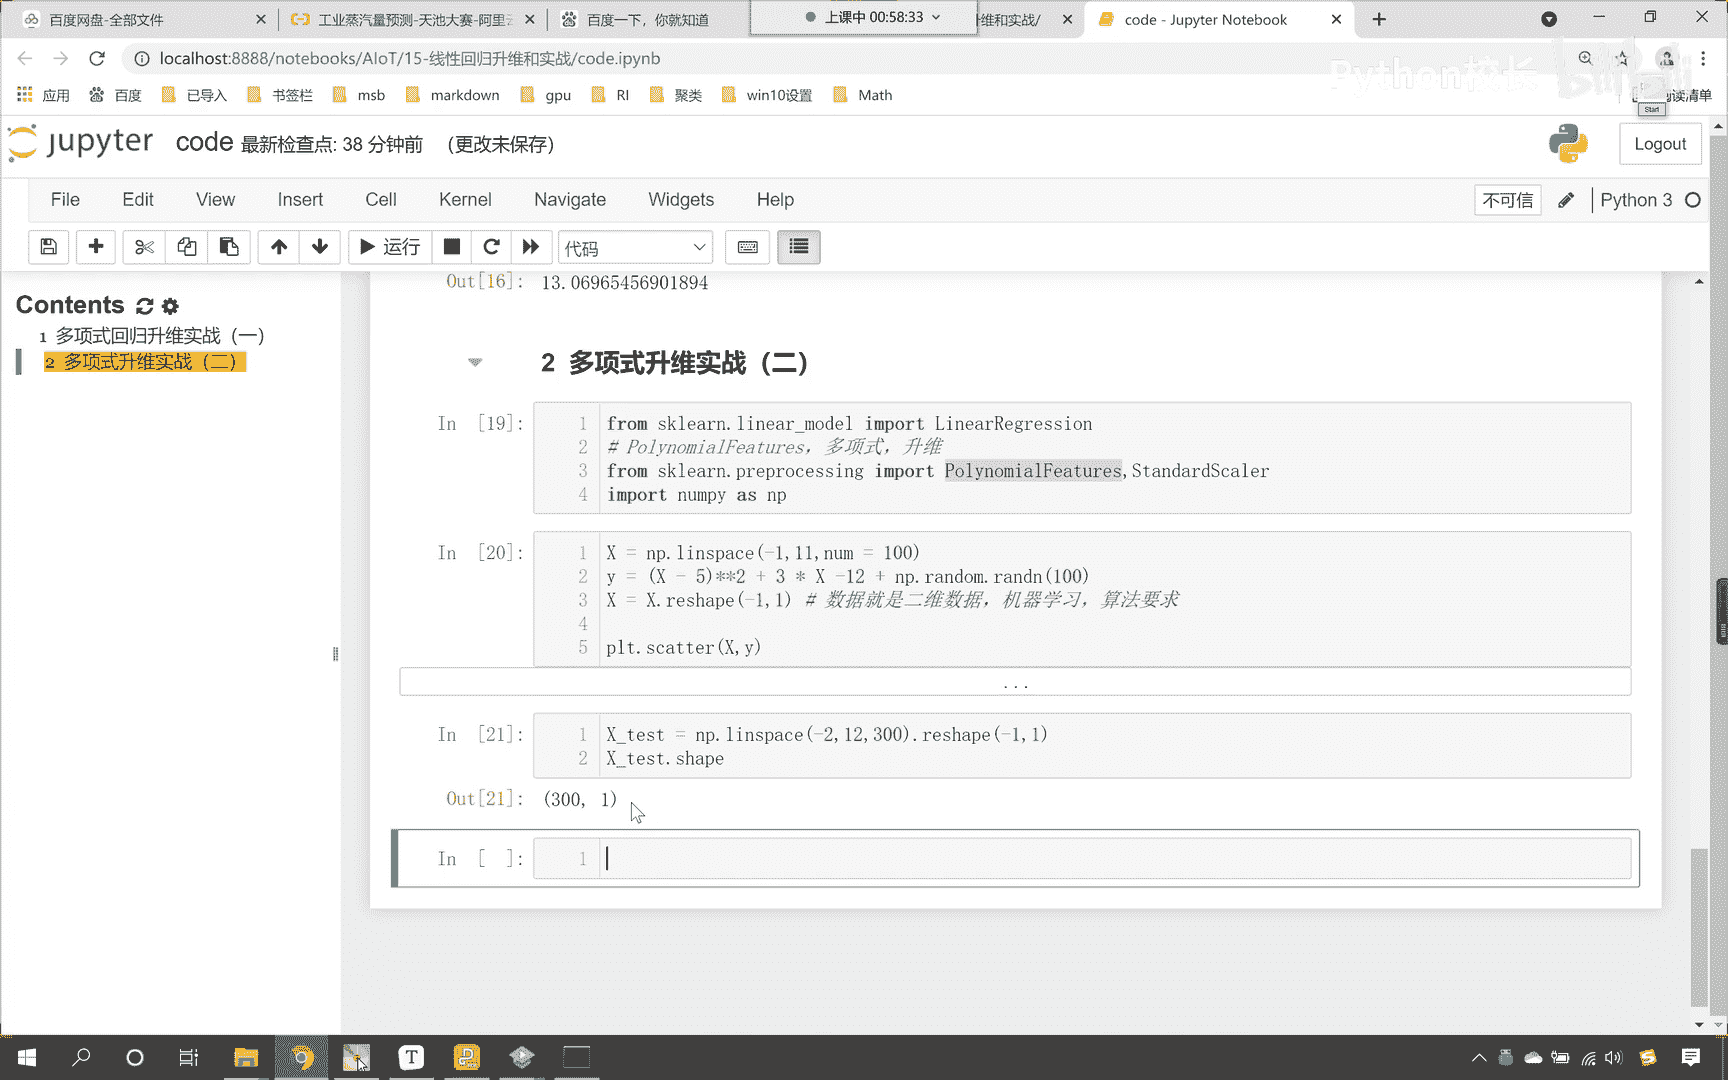 百度网盘-全部文件
工业蒸汽量预测-天池大赛-阿里云
百度一下，你就知道
上课中 00:58:33
维和实战/
code - Jupyter Notebook
localhost:8888/notebooks/AIoT/15-线性回归升维和实战/code.ipynb
应用 百度 已导入 书签栏 msb markdown gpu RI 聚类 win10设置 Math 阅读清单
Python校长
Start
jupyter code 最新检查点: 38 分钟前 (更改未保存)
Logout
File Edit View Insert Cell Kernel Navigate Widgets Help
不可信 Python 3
运行 代码
Contents
1 多项式回归升维实战（一）
2 多项式升维实战（二）
Out[16]: 13.06965456901894
2 多项式升维实战（二）
In [19]:
1 from sklearn.linear_model import LinearRegression
2 # PolynomialFeatures，多项式，升维
3 from sklearn.preprocessing import PolynomialFeatures,StandardScaler
4 import numpy as np
In [20]:
1 X = np.linspace(-1,11,num = 100)
2 y = (X - 5)**2 + 3 * X -12 + np.random.randn(100)
3 X = X.reshape(-1,1) # 数据就是二维数据，机器学习，算法要求
4
5 plt.scatter(X,y)
...
In [21]:
1 X_test = np.linspace(-2,12,300).reshape(-1,1)
2 X_test.shape
Out[21]: (300, 1)
In [ ]:
1